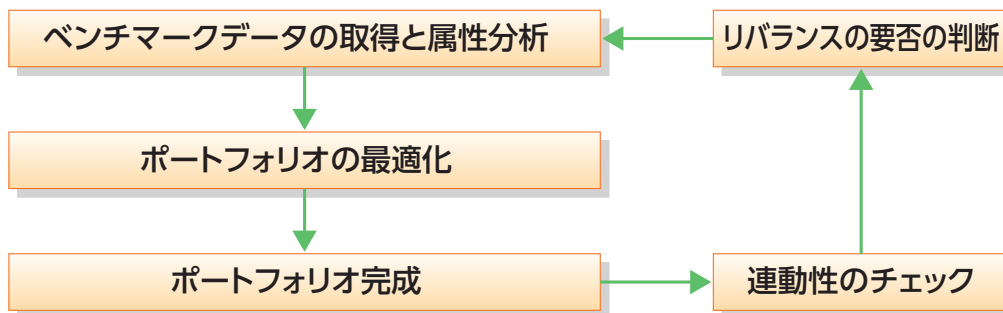 ベンチマークデータの取得と属性分析
リバランスの要否の判断
ポートフォリオの最適化
ポートフォリオ完成
連動性のチェック